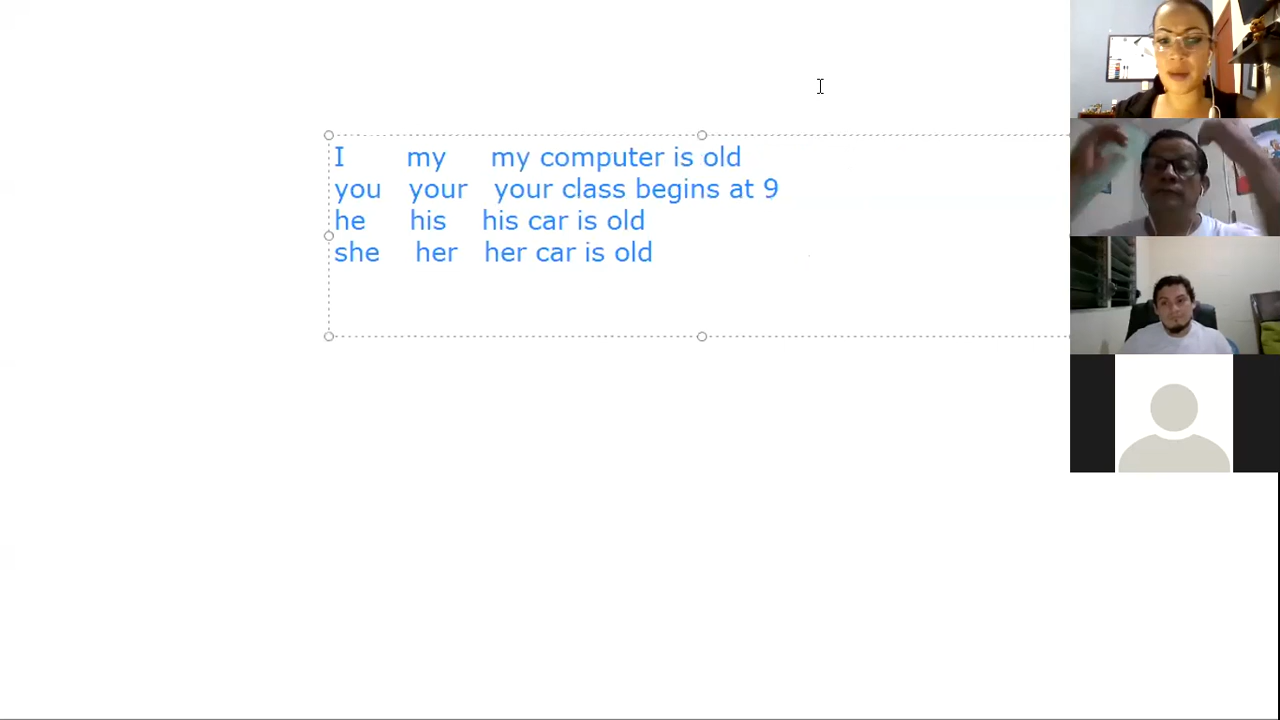 I my my computer is old
you your your class begins at 9
he his his car is old
she her her car is old